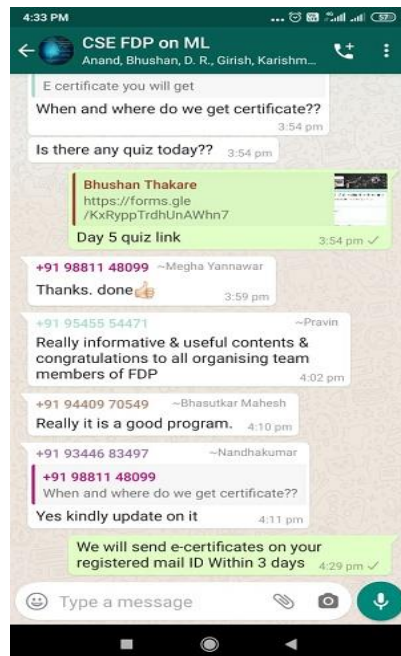 4:33 PM
... 57
CSE FDP on ML
Anand, Bhushan, D. R., Girish, Karishm...
E certificate you will get
When and where do we get certificate??
3:54 pm
Is there any quiz today?? 3:54 pm
Bhushan Thakare
https://forms.gle
/KxRyppTrdhUnAWhn7
Day 5 quiz link 3:54 pm
+91 98811 48099 ~Megha Yannawar
Thanks. done👍 3:59 pm
+91 95455 54471 ~Pravin
Really informative & useful contents &
congratulations to all organising team
members of FDP 4:02 pm
+91 94409 70549 ~Bhasutkar Mahesh
Really it is a good program. 4:10 pm
+91 93446 83497 ~Nandhakumar
+91 98811 48099
When and where do we get certificate??
Yes kindly update on it 4:11 pm
We will send e-certificates on your
registered mail ID Within 3 days 4:29 pm
Type a message